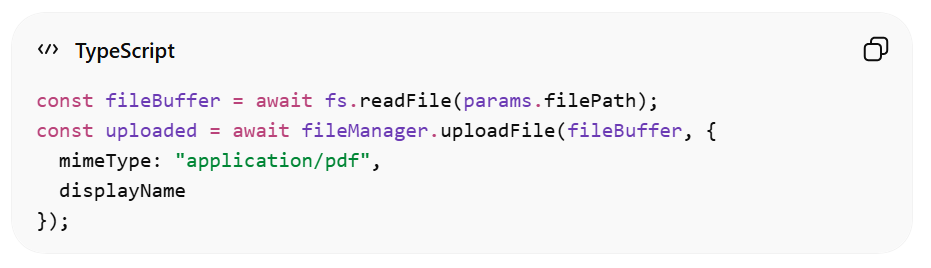 TypeScript
const fileBuffer = await fs.readFile(params.filePath);
const uploaded = await fileManager.uploadFile(fileBuffer, {
  mimeType: "application/pdf",
  displayName
});